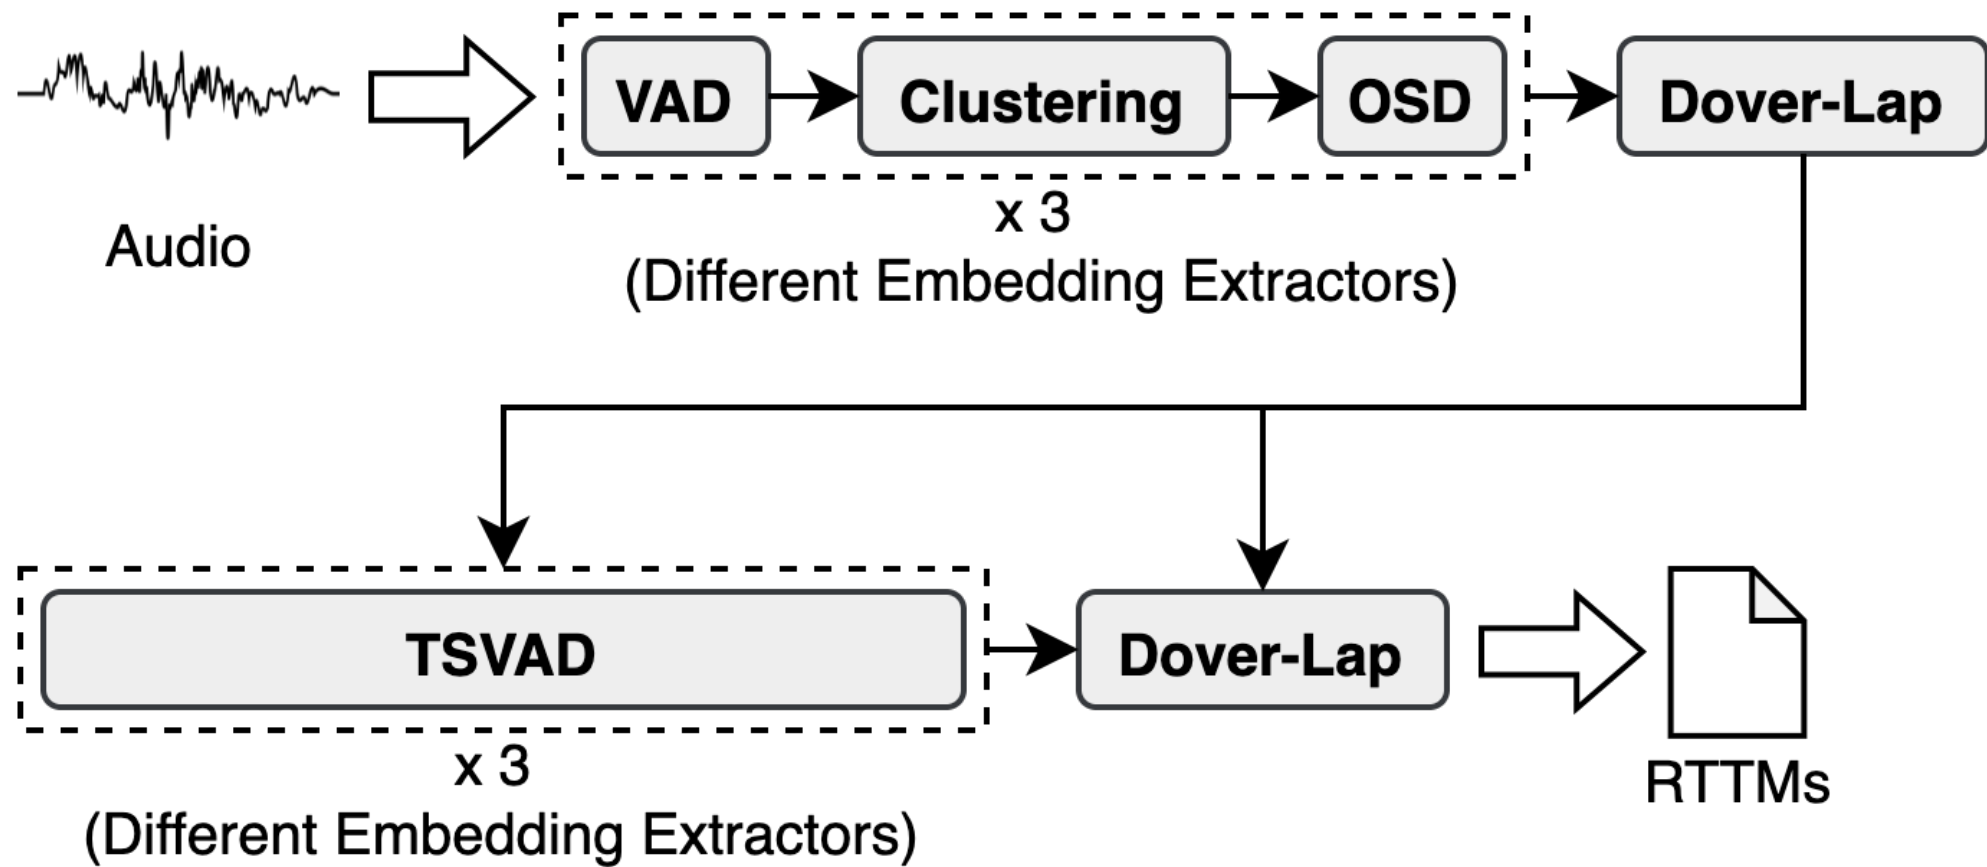 VAD
Clustering
OSD
Dover-Lap
Audio
x 3
(Different Embedding Extractors)
TSVAD
Dover-Lap
x 3
(Different Embedding Extractors)
RTTMs